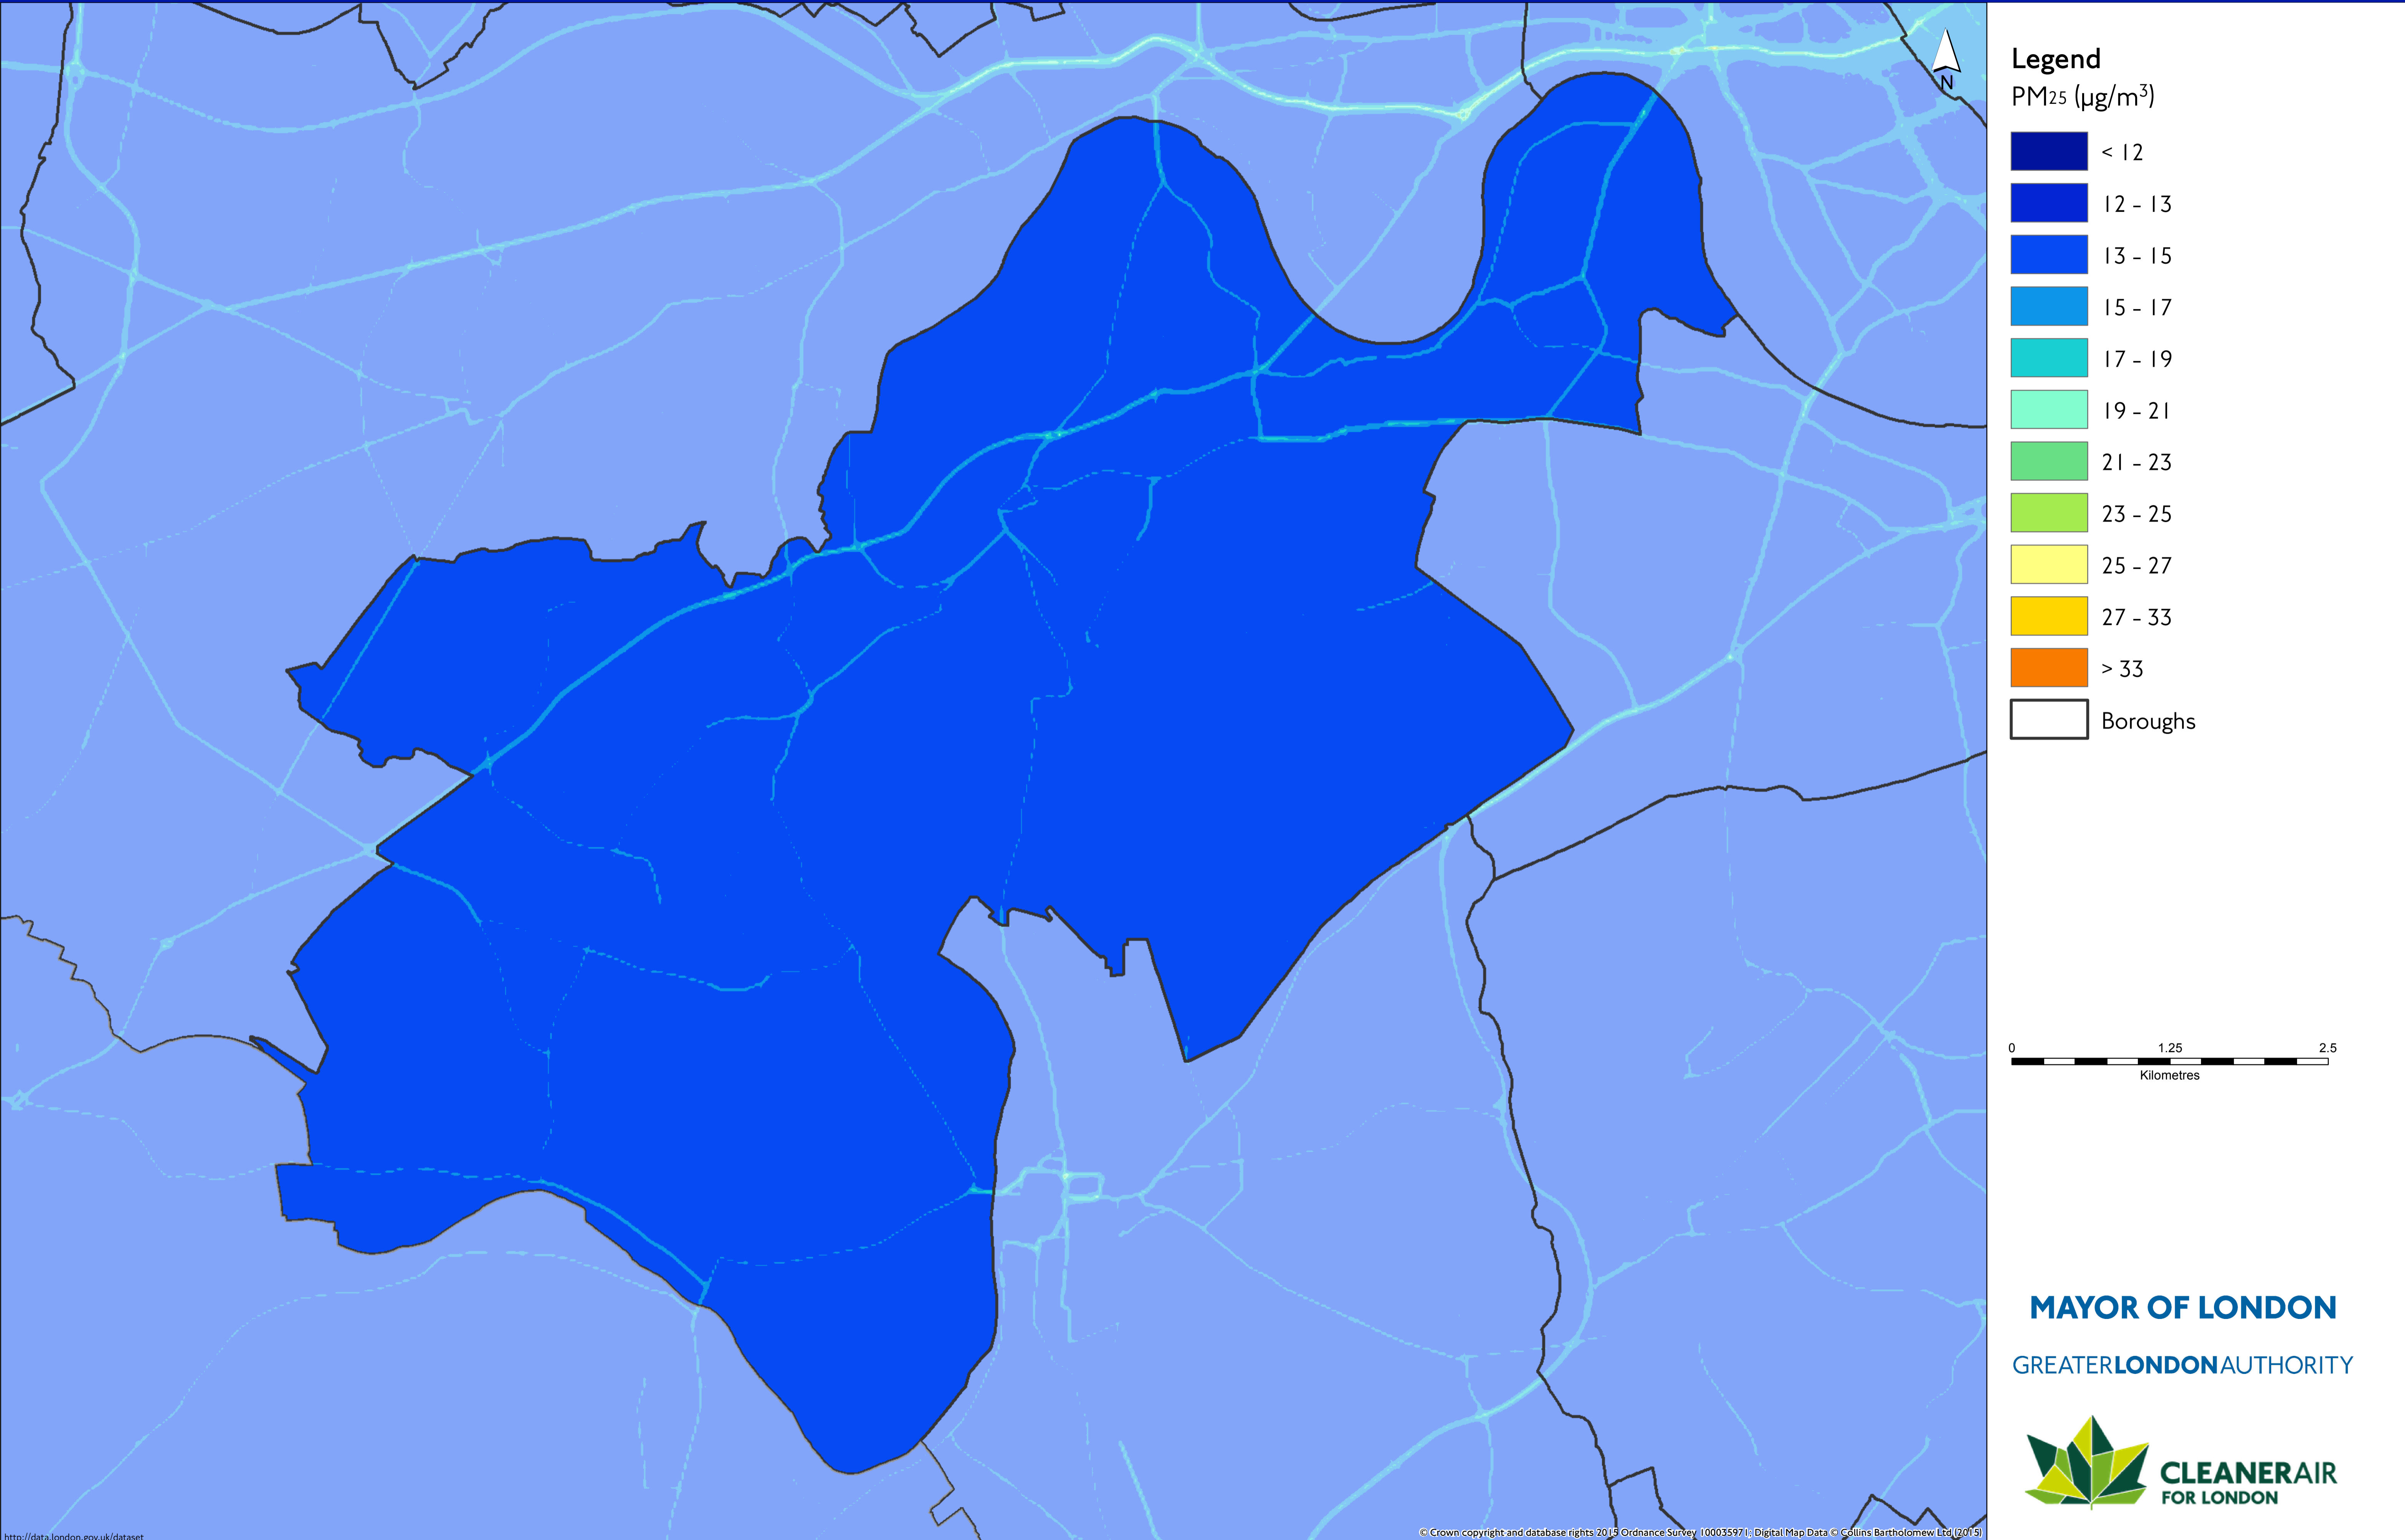 N
Legend
PM25 (µg/m3)
< 12
12 - 13
13 - 15
15 - 17
17 - 19
19 - 21
21 - 23
23 - 25
25 - 27
27 - 33
> 33
Boroughs
0 1.25 2.5
Kilometres
MAYOR OF LONDON
GREATERLONDONAUTHORITY
CLEANERAIR
FOR LONDON
http://data.london.gov.uk/dataset
© Crown copyright and database rights 2015 Ordnance Survey 100035971; Digital Map Data © Collins Bartholomew Ltd (2015)